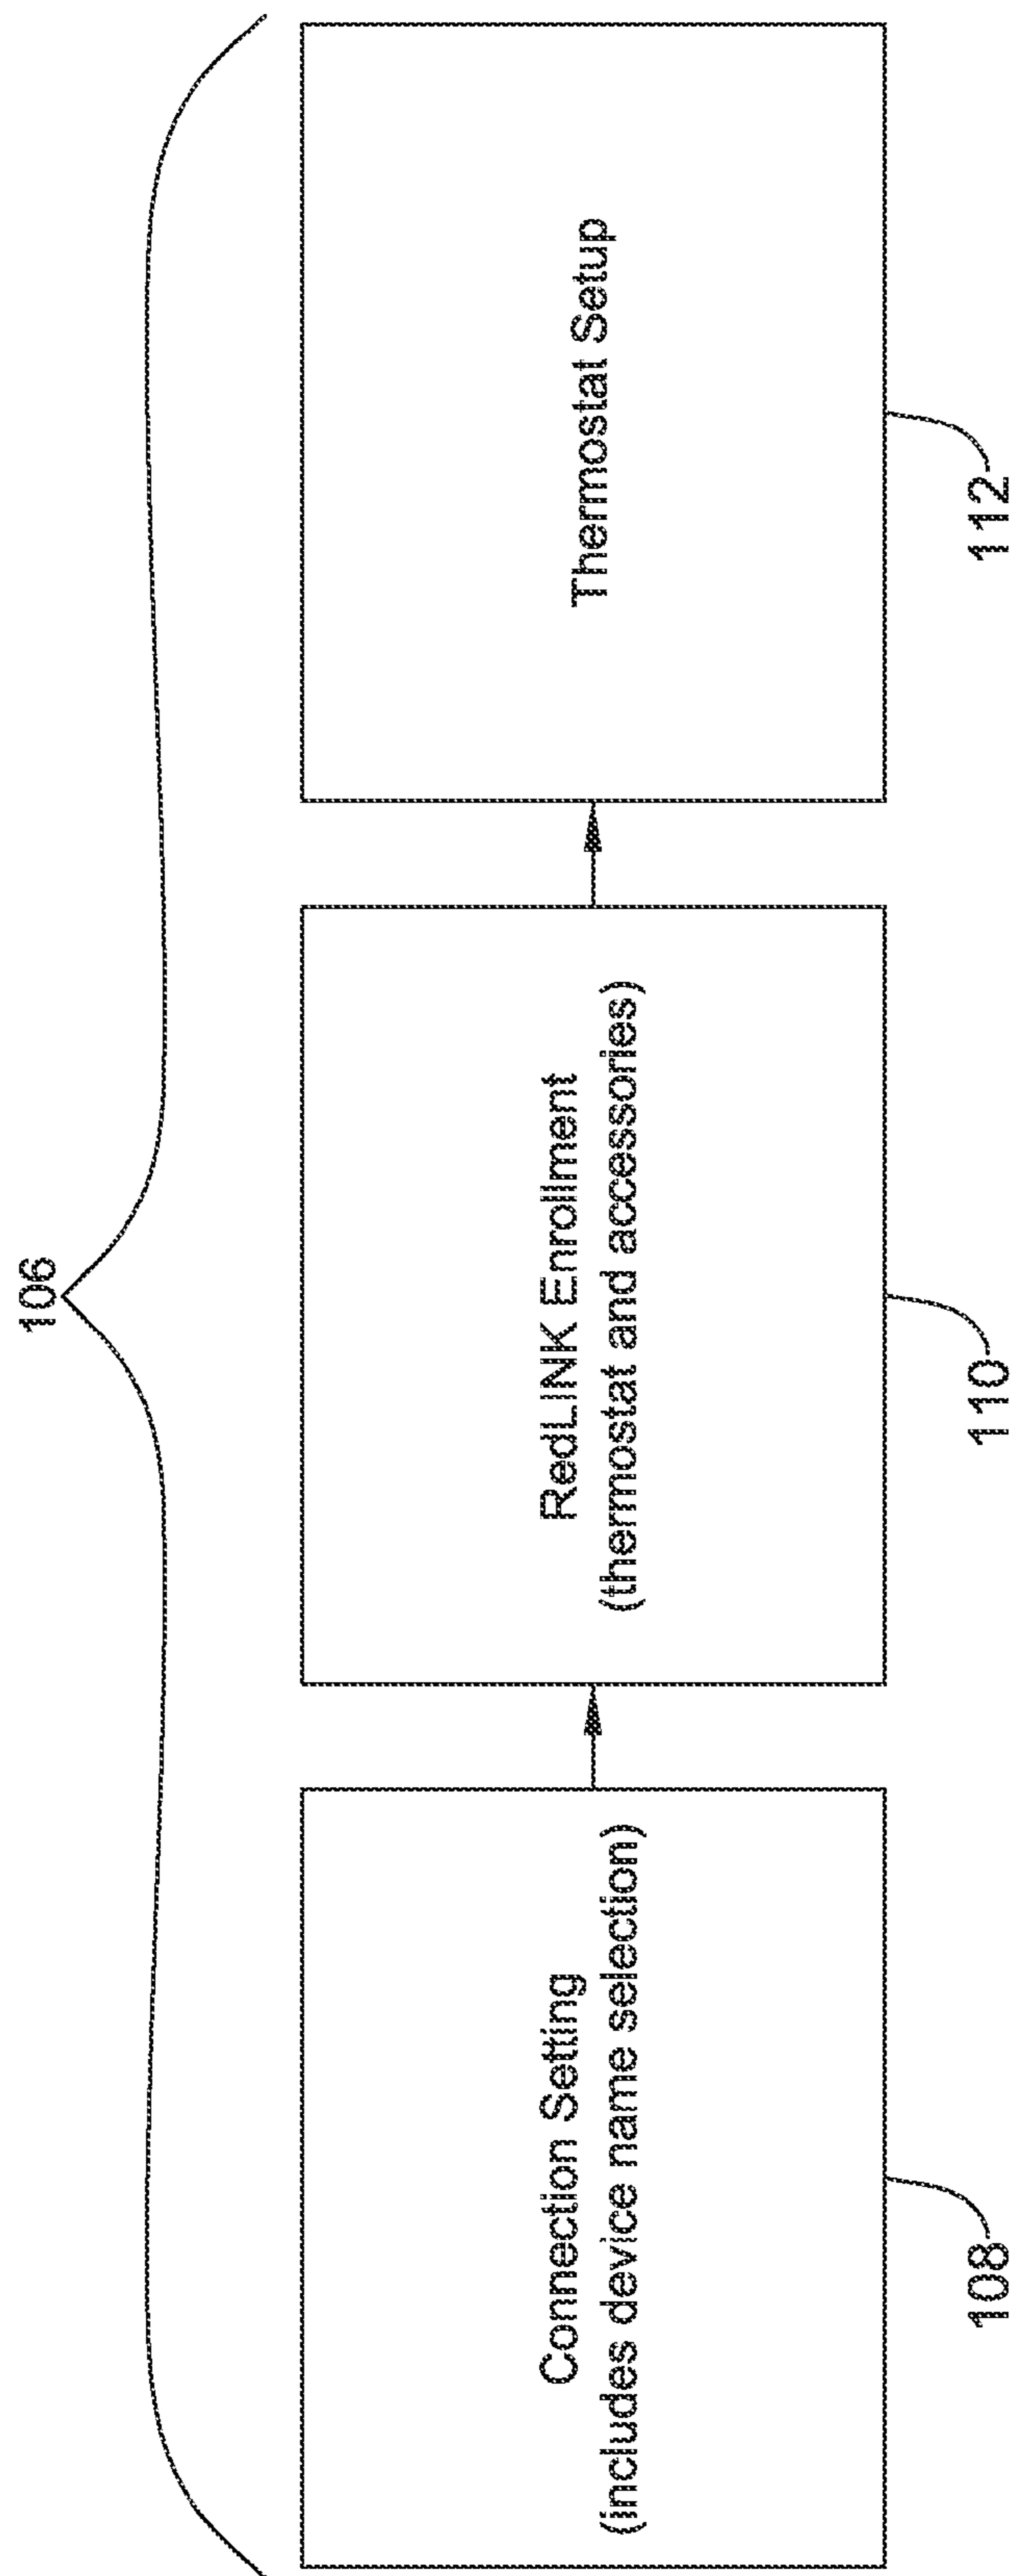 106
Connection Setting
(includes device name selection)
108
RedLINK Enrollment
(thermostat and accessories)
110
Thermostat Setup
112